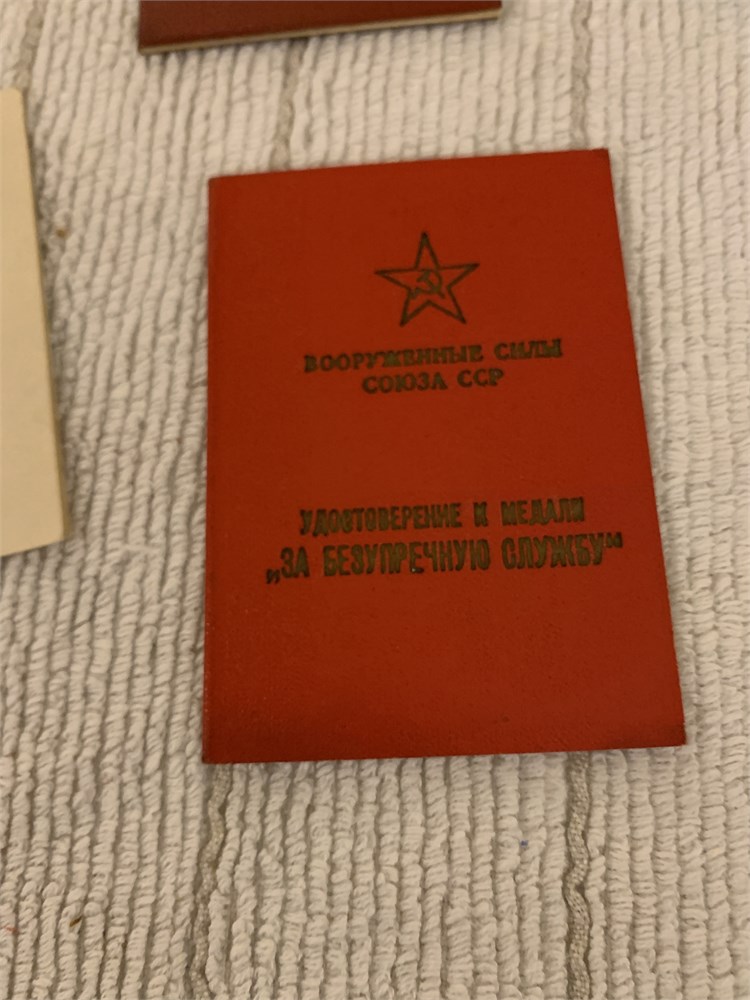 ВООРУЖЕННЫЕ СИЛЫ
СОЮЗА ССР
УДОСТОВЕРЕНИЕ К МЕДАЛИ
„ЗА БЕЗУПРЕЧНУЮ СЛУЖБУ“